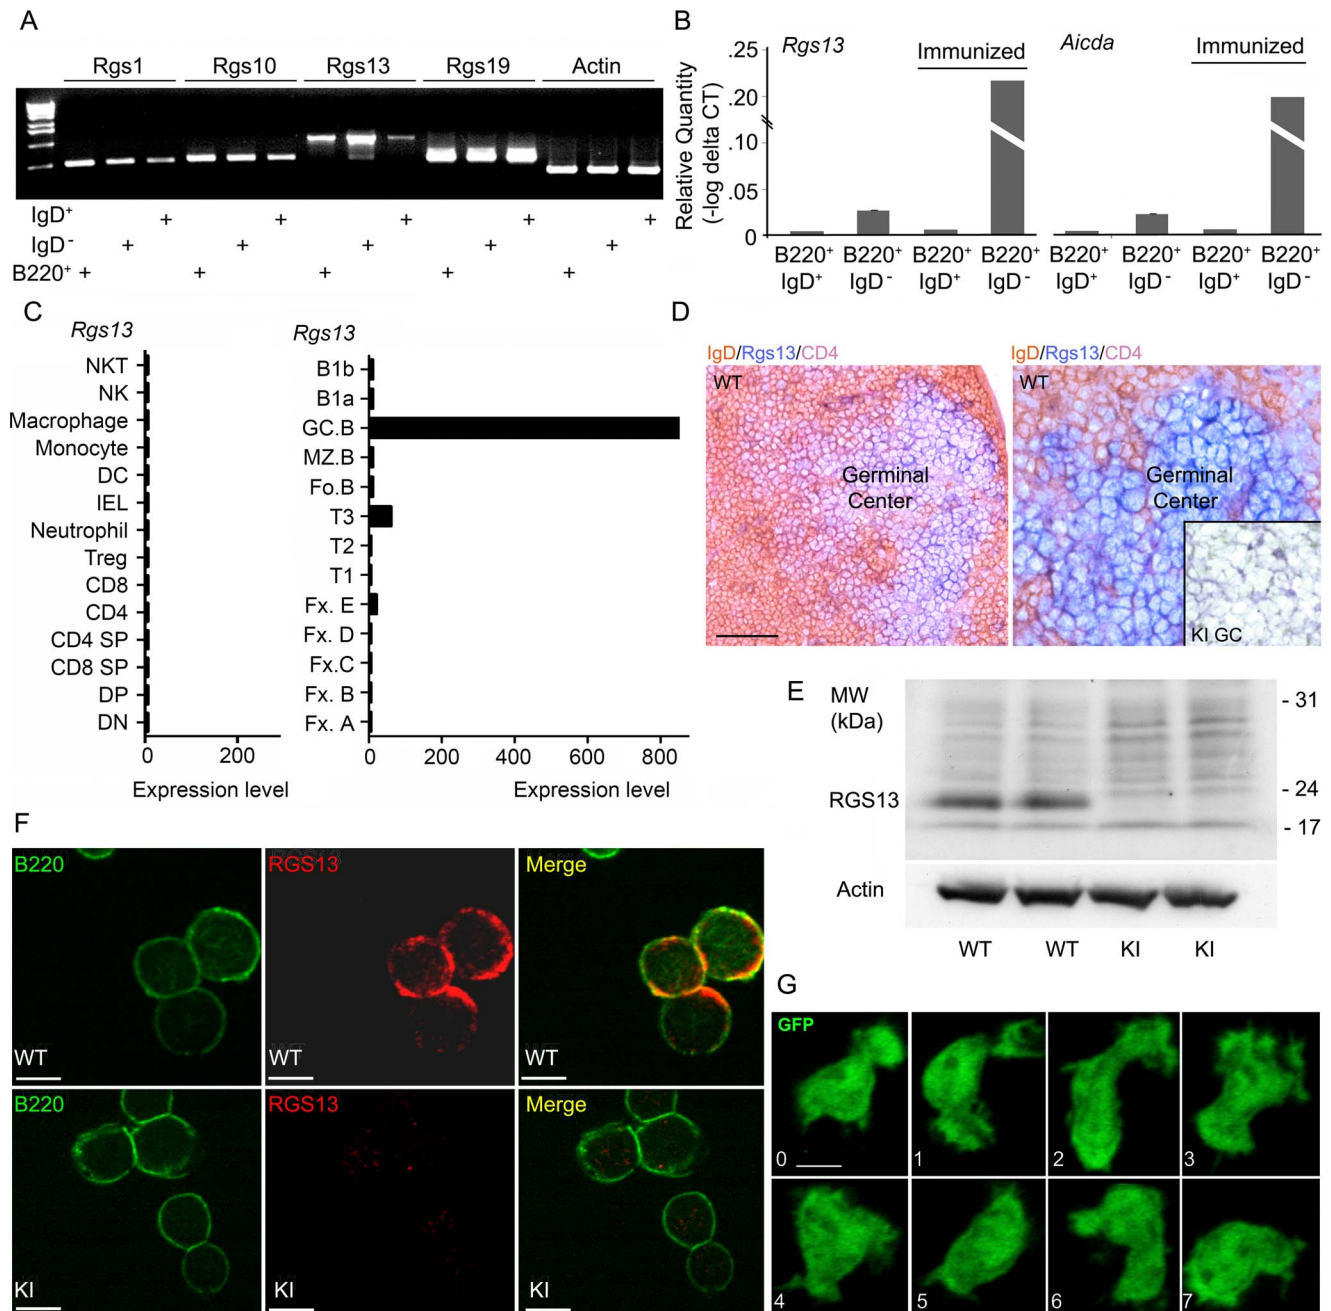 A
Rgs1 Rgs10 Rgs13 Rgs19 Actin
IgD⁺ + + + + +
IgD⁻ + + + + +
B220⁺ + + + + +
B
Rgs13 Immunized Aicda Immunized
Relative Quantity
(-log delta CT)
.25
.20
.10
.05
0
B220⁺ B220⁺ B220⁺ B220⁺ B220⁺ B220⁺ B220⁺ B220⁺
IgD⁺ IgD⁻ IgD⁺ IgD⁻ IgD⁺ IgD⁻ IgD⁺ IgD⁻
C
Rgs13
NKT
NK
Macrophage
Monocyte
DC
IEL
Neutrophil
Treg
CD8
CD4
CD4 SP
CD8 SP
DP
DN
0 200
Expression level
Rgs13
B1b
B1a
GC.B
MZ.B
Fo.B
T3
T2
T1
Fx. E
Fx. D
Fx.C
Fx. B
Fx. A
0 200 400 600 800
Expression level
D
IgD/Rgs13/CD4
WT
Germinal
Center
IgD/Rgs13/CD4
WT
Germinal
Center
KI GC
E
MW
(kDa)
- 31
- 24
- 17
RGS13
Actin
WT WT KI KI
F
B220 RGS13 Merge
WT WT WT
B220 RGS13 Merge
KI KI KI
G
GFP
0 1 2 3
4 5 6 7